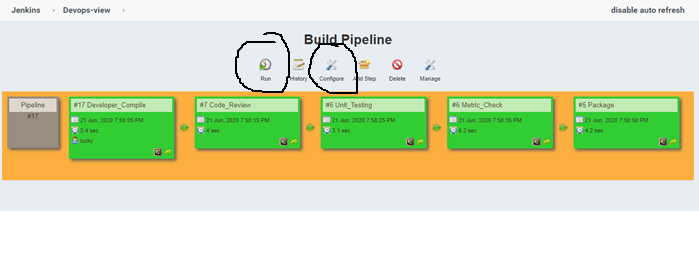 Jenkins › Devops-view › disable auto refresh
Build Pipeline
Run History Configure Add Step Delete Manage
Pipeline #17 Developer_Compile #7 Code_Review #6 Unit_Testing #6 Metric_Check #5 Package
#17 21 Jun, 2020 7:58:05 PM 21 Jun, 2020 7:58:15 PM 21 Jun, 2020 7:58:25 PM 21 Jun, 2020 7:58:35 PM 21 Jun, 2020 7:58:50 PM
2.4 sec 4 sec 3.1 sec 5.2 sec 4.2 sec
lucky